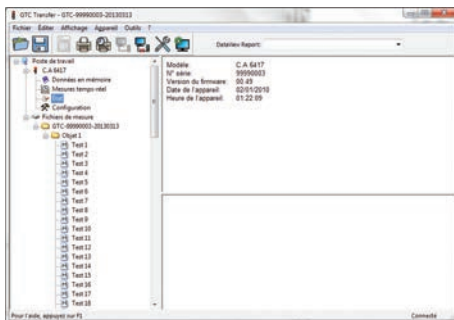 GTC Transfer - GTC-99990003-20130313
Fichier Éditer Affichage Appareil Outils ?
DataView Report:
Poste de travail
C.A 6417
Données en mémoire
Mesures temps-réel
État
Configuration
Fichiers de mesure
GTC-99990003-20130313
Objet 1
Test 1
Test 2
Test 3
Test 4
Test 5
Test 6
Test 7
Test 8
Test 9
Test 10
Test 11
Test 12
Test 13
Test 14
Test 15
Test 16
Test 17
Test 18
Modèle: C.A 6417
N° série: 99990003
Version du firmware: 00.49
Date de l'appareil: 02/01/2010
Heure de l'appareil: 01:22:09
Pour l'aide, appuyez sur F1
Connecté